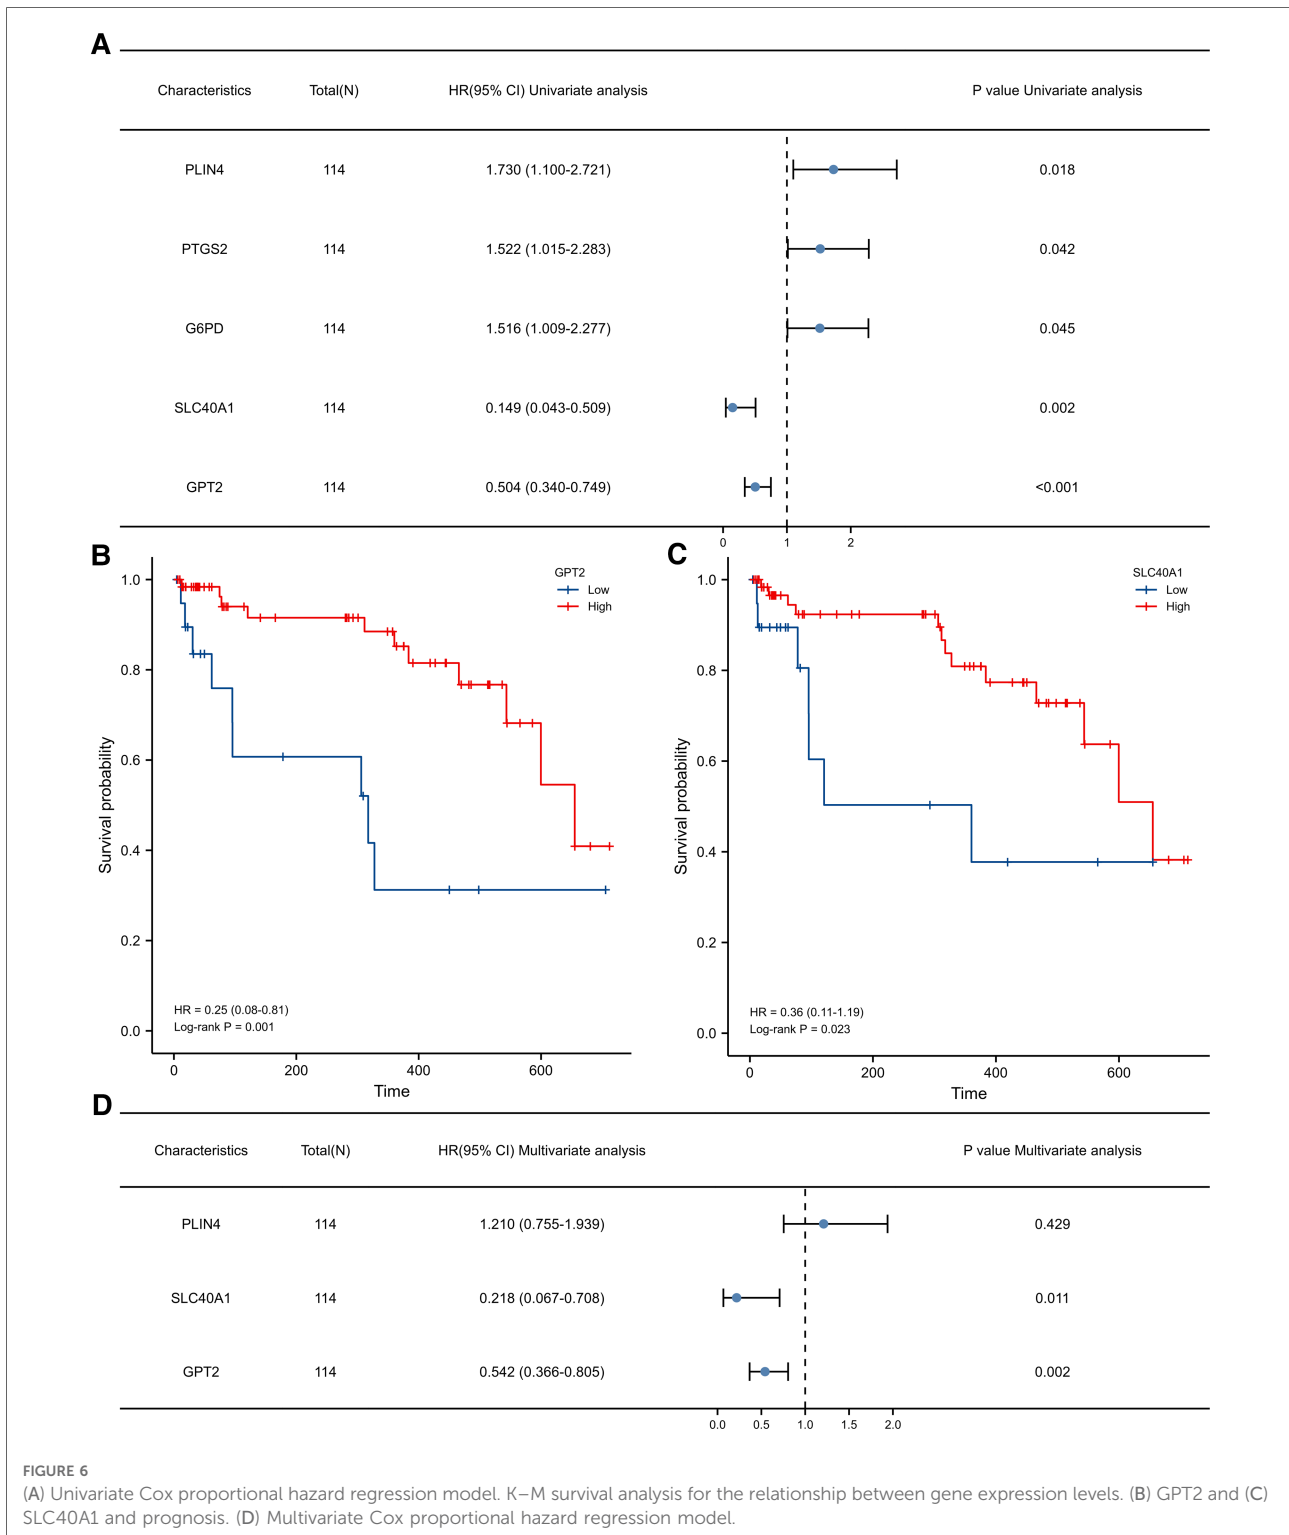 A
Characteristics Total(N) HR(95% CI) Univariate analysis P value Univariate analysis
PLIN4 114 1.730 (1.100-2.721) 0.018
PTGS2 114 1.522 (1.015-2.283) 0.042
G6PD 114 1.516 (1.009-2.277) 0.045
SLC40A1 114 0.149 (0.043-0.509) 0.002
GPT2 114 0.504 (0.340-0.749) <0.001
0 1 2
B
GPT2
Low
High
1.0
0.8
0.6
0.4
0.2
0.0
Survival probability
HR = 0.25 (0.08-0.81)
Log-rank P = 0.001
0 200 400 600
Time
C
SLC40A1
Low
High
1.0
0.8
0.6
0.4
0.2
0.0
Survival probability
HR = 0.36 (0.11-1.19)
Log-rank P = 0.023
0 200 400 600
Time
D
Characteristics Total(N) HR(95% CI) Multivariate analysis P value Multivariate analysis
PLIN4 114 1.210 (0.755-1.939) 0.429
SLC40A1 114 0.218 (0.067-0.708) 0.011
GPT2 114 0.542 (0.366-0.805) 0.002
0.0 0.5 1.0 1.5 2.0
FIGURE 6
(A) Univariate Cox proportional hazard regression model. K–M survival analysis for the relationship between gene expression levels. (B) GPT2 and (C)
SLC40A1 and prognosis. (D) Multivariate Cox proportional hazard regression model.